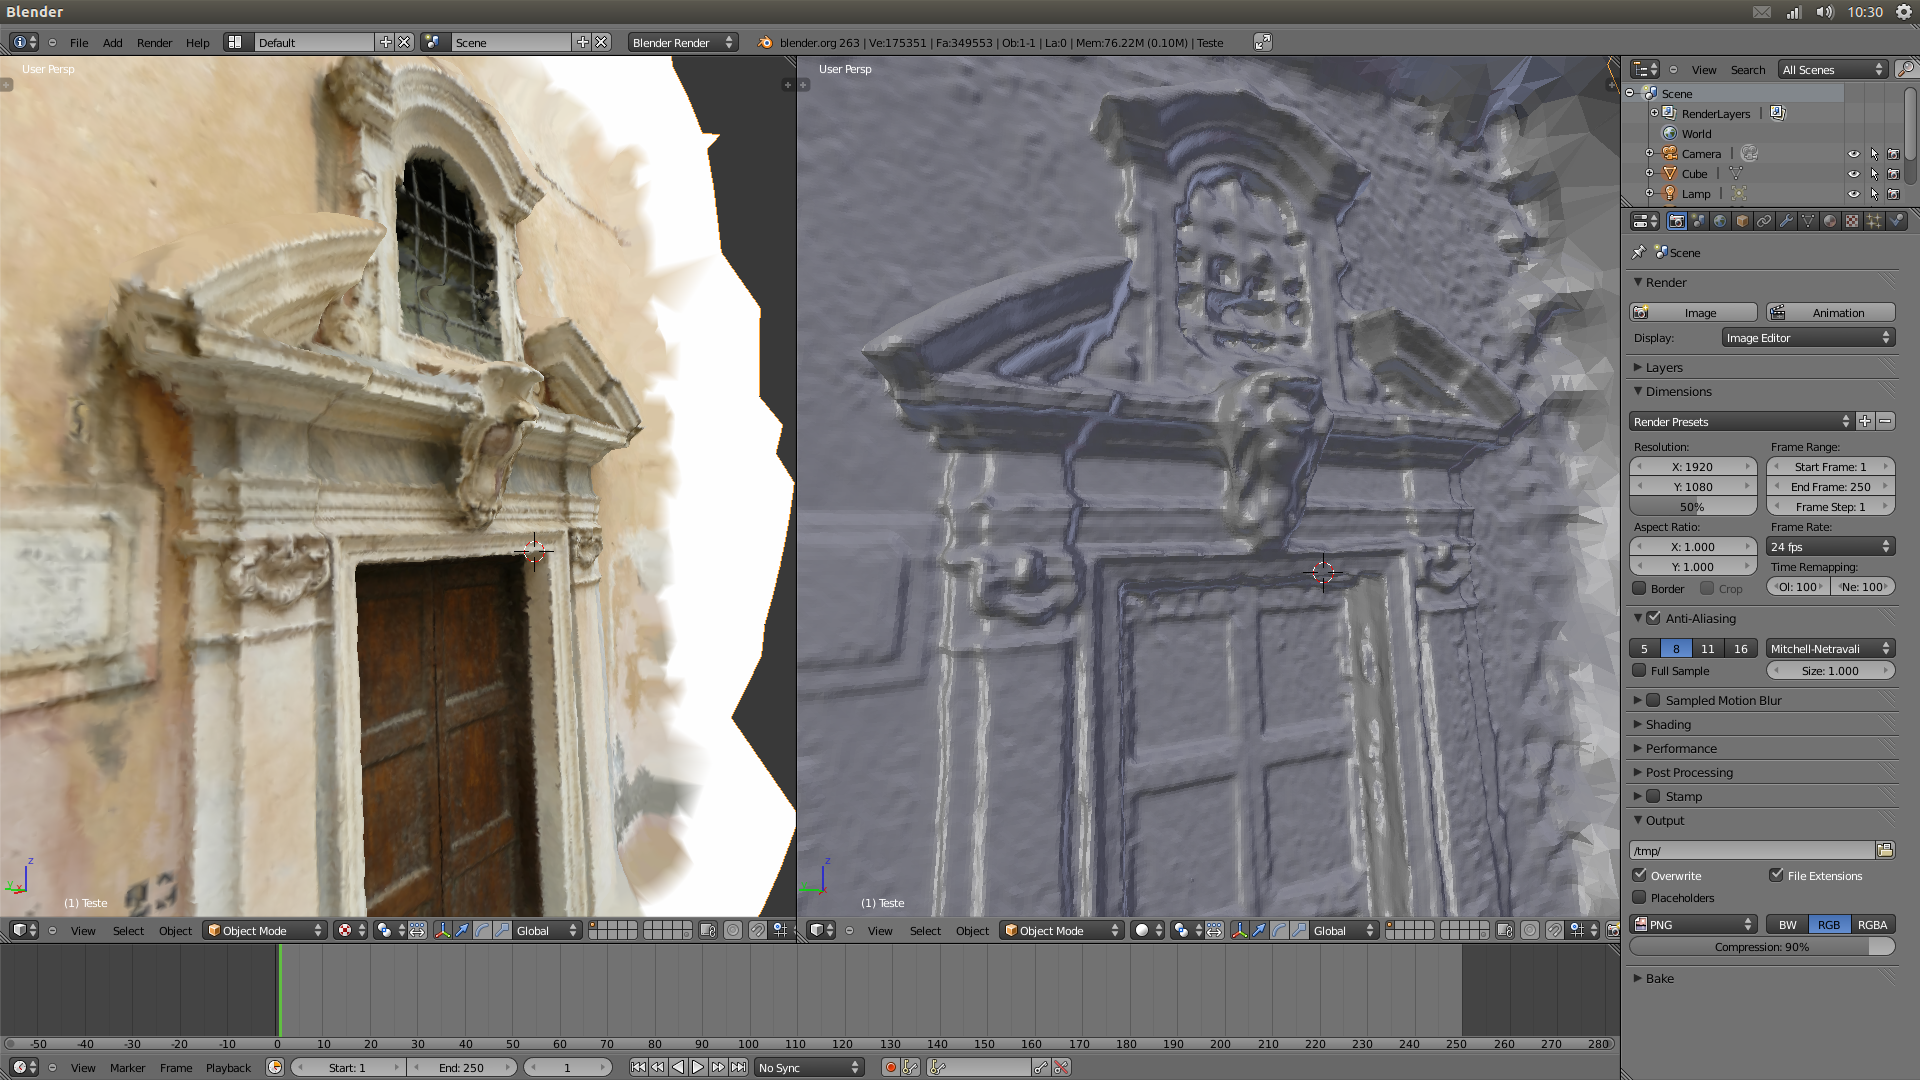 Blender
10:30
File Add Render Help Default Scene Blender Render blender.org 263 | Ve:175351 | Fa:349553 | Ob:1-1 | La:0 | Mem:76.22M (0.10M) | Teste
User Persp
User Persp
(1) Teste
(1) Teste
View Select Object Object Mode Global
View Select Object Object Mode Global
View Search All Scenes
Scene
RenderLayers
World
Camera
Cube
Lamp
Scene
Render
Image Animation
Display: Image Editor
Layers
Dimensions
Render Presets
Resolution: Frame Range:
X: 1920 Start Frame: 1
Y: 1080 End Frame: 250
50% Frame Step: 1
Aspect Ratio: Frame Rate:
X: 1.000 24 fps
Y: 1.000 Time Remapping:
Border Crop Ol: 100 Ne: 100
Anti-Aliasing
5 8 11 16 Mitchell-Netravali
Full Sample Size: 1.000
Sampled Motion Blur
Shading
Performance
Post Processing
Stamp
Output
/tmp/
Overwrite File Extensions
Placeholders
PNG BW RGB RGBA
Compression: 90%
Bake
-50 -40 -30 -20 -10 0 10 20 30 40 50 60 70 80 90 100 110 120 130 140 150 160 170 180 190 200 210 220 230 240 250 260 270 280
View Marker Frame Playback Start: 1 End: 250 1 No Sync